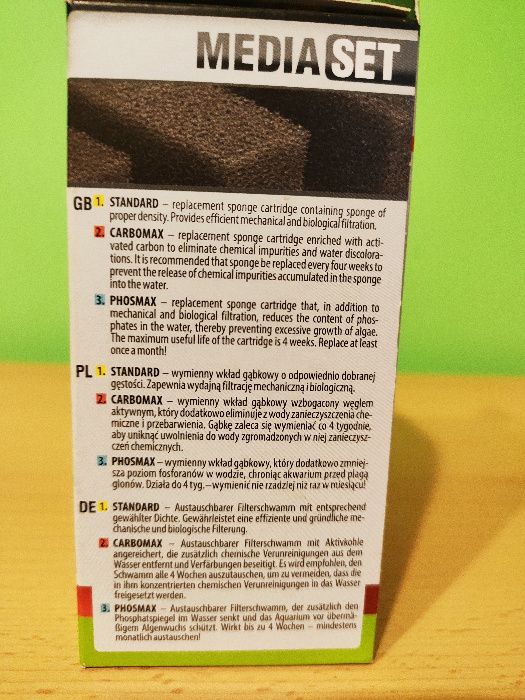 MEDIA SET
GB 1. STANDARD – replacement sponge cartridge containing sponge of
proper density. Provides efficient mechanical and biological filtration.
2. CARBOMAX – replacement sponge cartridge enriched with acti-
vated carbon to eliminate chemical impurities and water discolora-
tions. It is recommended that sponge be replaced every four weeks to
prevent the release of chemical impurities accumulated in the sponge
into the water.
3. PHOSMAX – replacement sponge cartridge that, in addition to
mechanical and biological filtration, reduces the content of phos-
phates in the water, thereby preventing excessive growth of algae.
The maximum useful life of the cartridge is 4 weeks. Replace at least
once a month!
PL 1. STANDARD – wymienny wkład gąbkowy o odpowiednio dobranej
gęstości. Zapewnia wydajną filtrację mechaniczną i biologiczną.
2. CARBOMAX – wymienny wkład gąbkowy wzbogacony węglem
aktywnym, który dodatkowo eliminuje z wody zanieczyszczenia che-
miczne i przebarwienia. Gąbkę zaleca się wymieniać co 4 tygodnie,
aby uniknąć uwolnienia do wody zgromadzonych w niej zanieczysz-
czeń chemicznych.
3. PHOSMAX – wymienny wkład gąbkowy, który dodatkowo zmniej-
sza poziom fosforanów w wodzie, chroniąc akwarium przed plagą
glonów. Działa do 4 tyg. – wymienić nie rzadziej niż raz w miesiącu!
DE 1. STANDARD – Austauschbarer Filterschwamm mit entsprechend
gewählter Dichte. Gewährleistet eine effiziente und gründliche me-
chanische und biologische Filterung.
2. CARBOMAX – Austauschbarer Filterschwamm mit Aktivkohle
angereichert, die zusätzlich chemische Verunreinigungen aus dem
Wasser entfernt und Verfärbungen beseitigt. Es wird empfohlen, den
Schwamm alle 4 Wochen auszutauschen, um zu vermeiden, dass die
in ihm konzentrierten chemischen Verunreinigungen in das Wasser
freigesetzt werden.
3. PHOSMAX – Austauschbarer Filterschwamm, der zusätzlich den
Phosphatspiegel im Wasser senkt und das Aquarium vor übermä-
ßigem Algenwuchs schützt. Wirkt bis zu 4 Wochen – mindestens
monatlich austauschen!